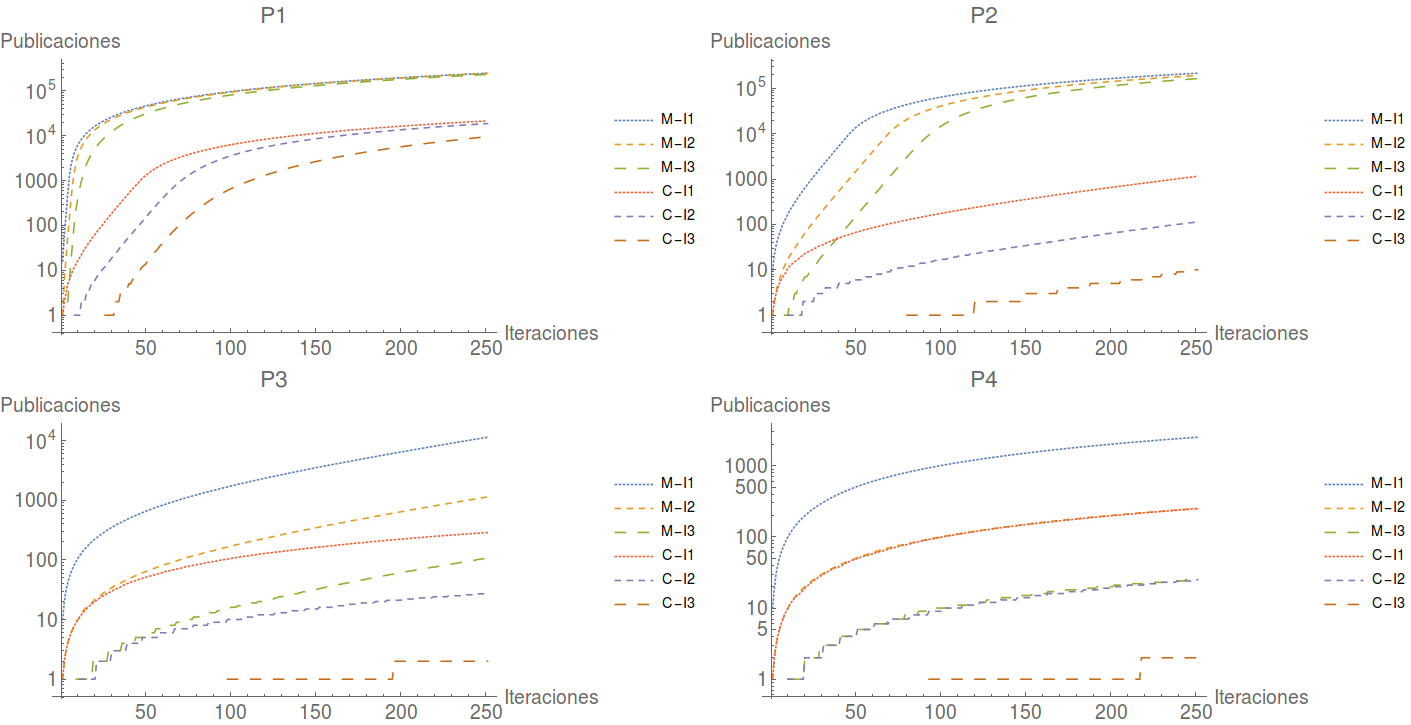 P1
Publicaciones
10^5
10^4
1000
100
10
1
50 100 150 200 250
Iteraciones
M-I1
M-I2
M-I3
C-I1
C-I2
C-I3
P2
Publicaciones
10^5
10^4
1000
100
10
1
50 100 150 200 250
Iteraciones
M-I1
M-I2
M-I3
C-I1
C-I2
C-I3
P3
Publicaciones
10^4
1000
100
10
1
50 100 150 200 250
Iteraciones
M-I1
M-I2
M-I3
C-I1
C-I2
C-I3
P4
Publicaciones
1000
500
100
50
10
5
1
50 100 150 200 250
Iteraciones
M-I1
M-I2
M-I3
C-I1
C-I2
C-I3